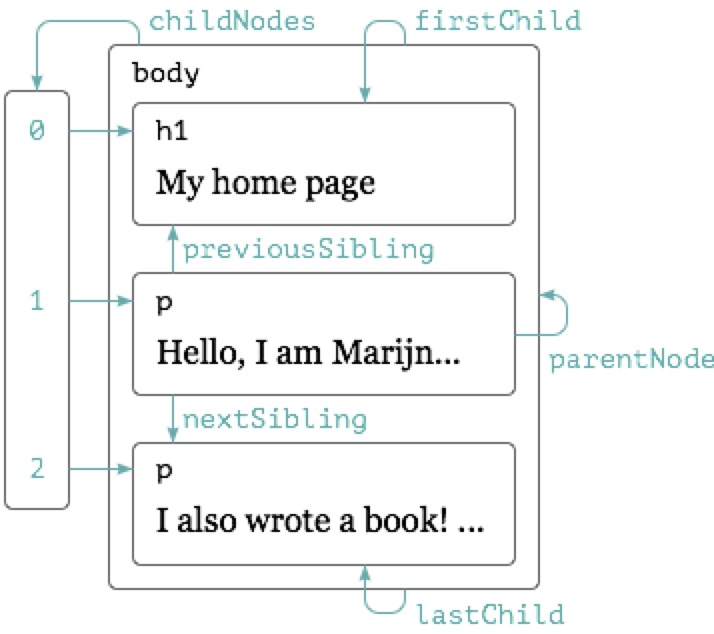 childNodes
firstChild
body
0
h1
My home page
previousSibling
1
p
Hello, I am Marijn...
parentNode
nextSibling
2
p
I also wrote a book! ...
lastChild